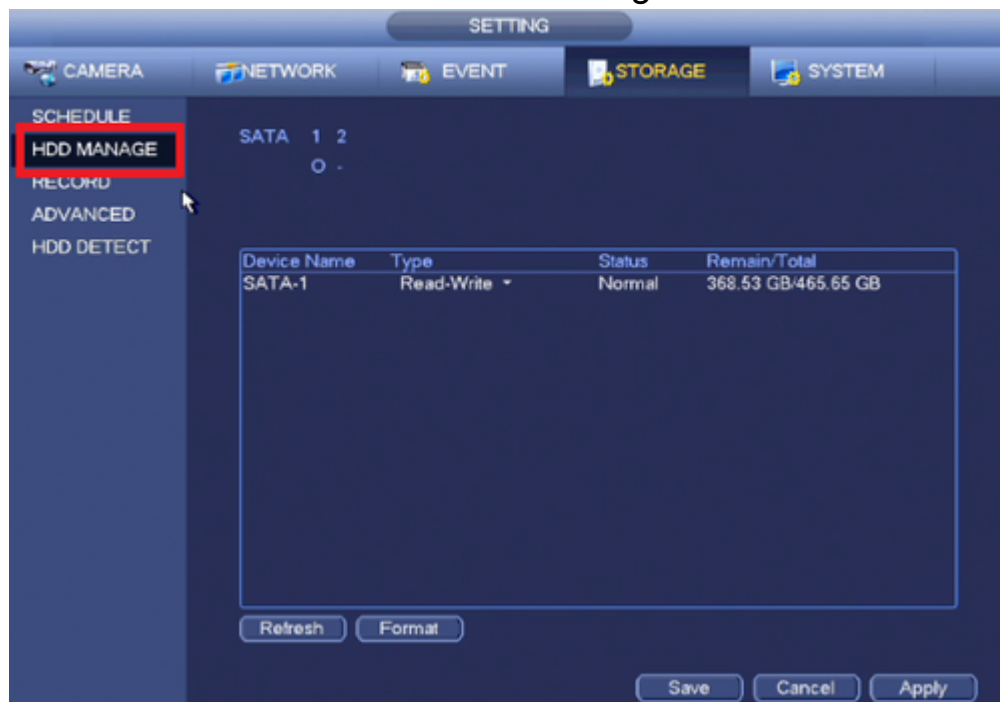 SETTING
CAMERA NETWORK EVENT STORAGE SYSTEM
SCHEDULE
HDD MANAGE
RECORD
ADVANCED
HDD DETECT
SATA 1 2
O -
Device Name Type Status Remain/Total
SATA-1 Read-Write Normal 368.53 GB/465.65 GB
Refresh Format
Save Cancel Apply